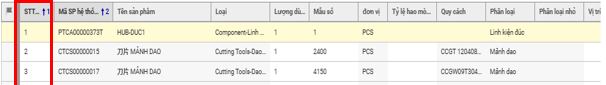 STT... ↑ 1 Mã SP hệ thố... ↑ 2 Tên sản phẩm Loại Lượng dù... Mẫu số đơn vị Tỷ lệ hao mò... Quy cách Phân loại Phân loại nhỏ Vị trí
1 PTCA00000373T HUB-DUC1 Component-Linh ... 1 1 PCS Linh kiện đúc
2 CTCS00000015 刀片 MẢNH DAO Cutting Tools-Dao... 1 2400 PCS CCGT 120408... Mảnh dao
3 CTCS00000017 刀片 MẢNH DAO Cutting Tools-Dao... 1 4150 PCS CCGW09T304... Mảnh dao